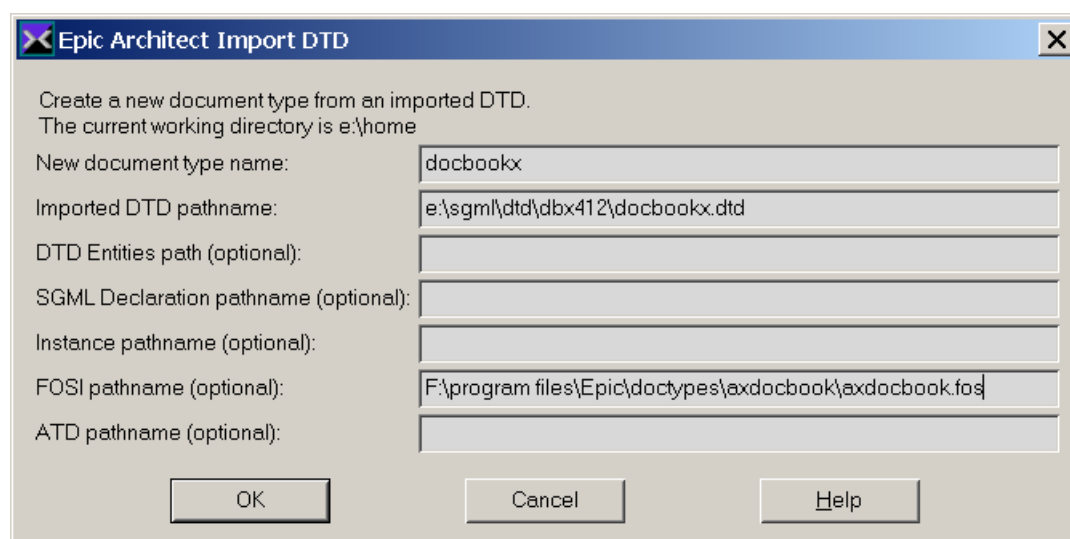 Epic Architect Import DTD
Create a new document type from an imported DTD.
The current working directory is e:\home
New document type name: docbookx
Imported DTD pathname: e:\sgml\dtd\dbx412\docbookx.dtd
DTD Entities path (optional):
SGML Declaration pathname (optional):
Instance pathname (optional):
FOSI pathname (optional): F:\program files\Epic\doctypes\axdocbook\axdocbook.fos
ATD pathname (optional):
OK Cancel Help